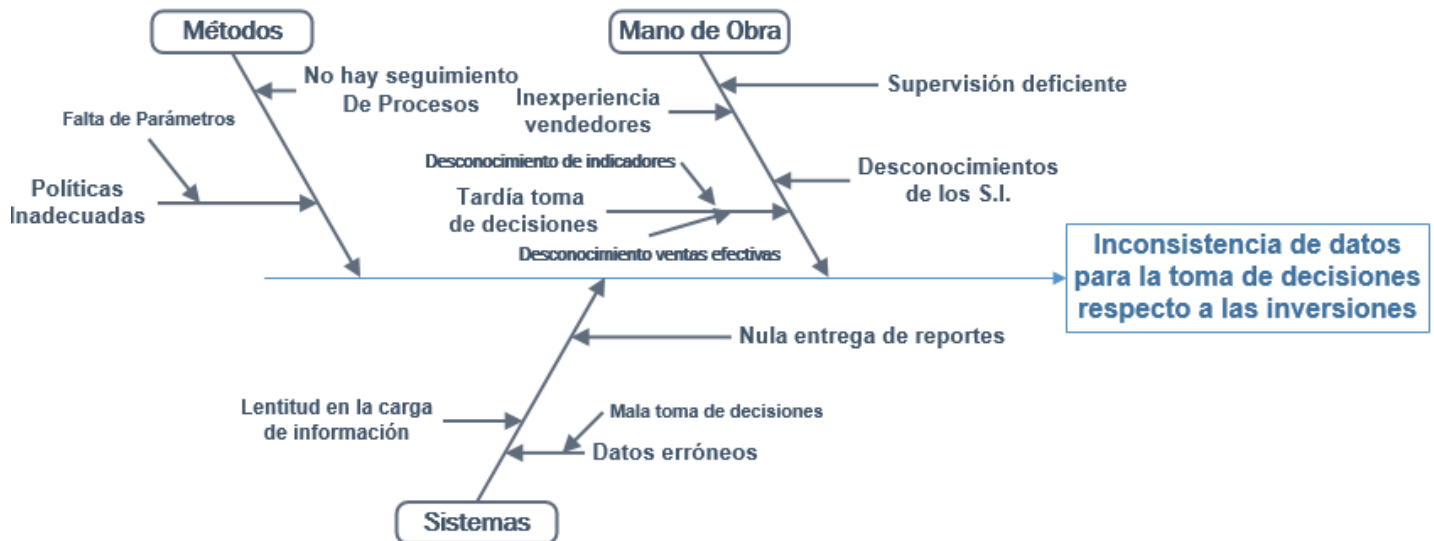 Métodos
Mano de Obra
No hay seguimiento
De Procesos
Supervisión deficiente
Inexperiencia
vendedores
Falta de Parámetros
Desconocimiento de indicadores
Desconocimientos
de los S.I.
Políticas
Inadecuadas
Tardía toma
de decisiones
Desconocimiento ventas efectivas
Inconsistencia de datos
para la toma de decisiones
respecto a las inversiones
Nula entrega de reportes
Lentitud en la carga
de información
Mala toma de decisiones
Datos erróneos
Sistemas